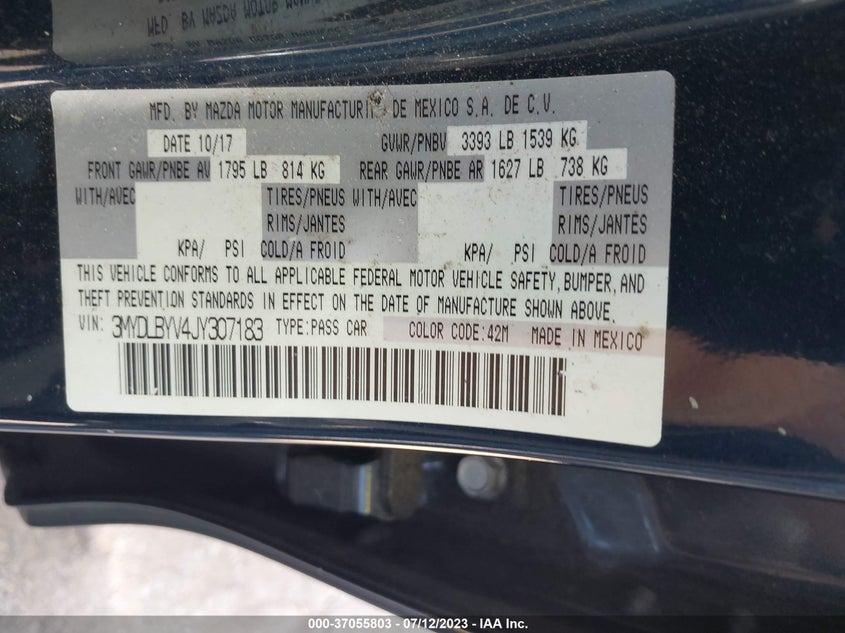 MFD. BY MAZDA MOTOR MANUFACTURI DE MEXICO S.A. DE C.V.
DATE 10/17 GVWR/PNBV 3393 LB 1539 KG
FRONT GAWR/PNBE AV 1795 LB 814 KG REAR GAWR/PNBE AR 1627 LB 738 KG
WITH/AVEC TIRES/PNEUS WITH/AVEC TIRES/PNEUS
RIMS/JANTES RIMS/JANTES
KPA/ PSI COLD/A FROID KPA/ PSI COLD/A FROID
THIS VEHICLE CONFORMS TO ALL APPLICABLE FEDERAL MOTOR VEHICLE SAFETY, BUMPER, AND
THEFT PREVENTION STANDARDS IN EFFECT ON THE DATE OF MANUFACTURE SHOWN ABOVE.
VIN: 3MYDLBYV4JY307183 TYPE:PASS CAR COLOR CODE:42M MADE IN MEXICO
000-37055803 - 07/12/2023 - IAA Inc.